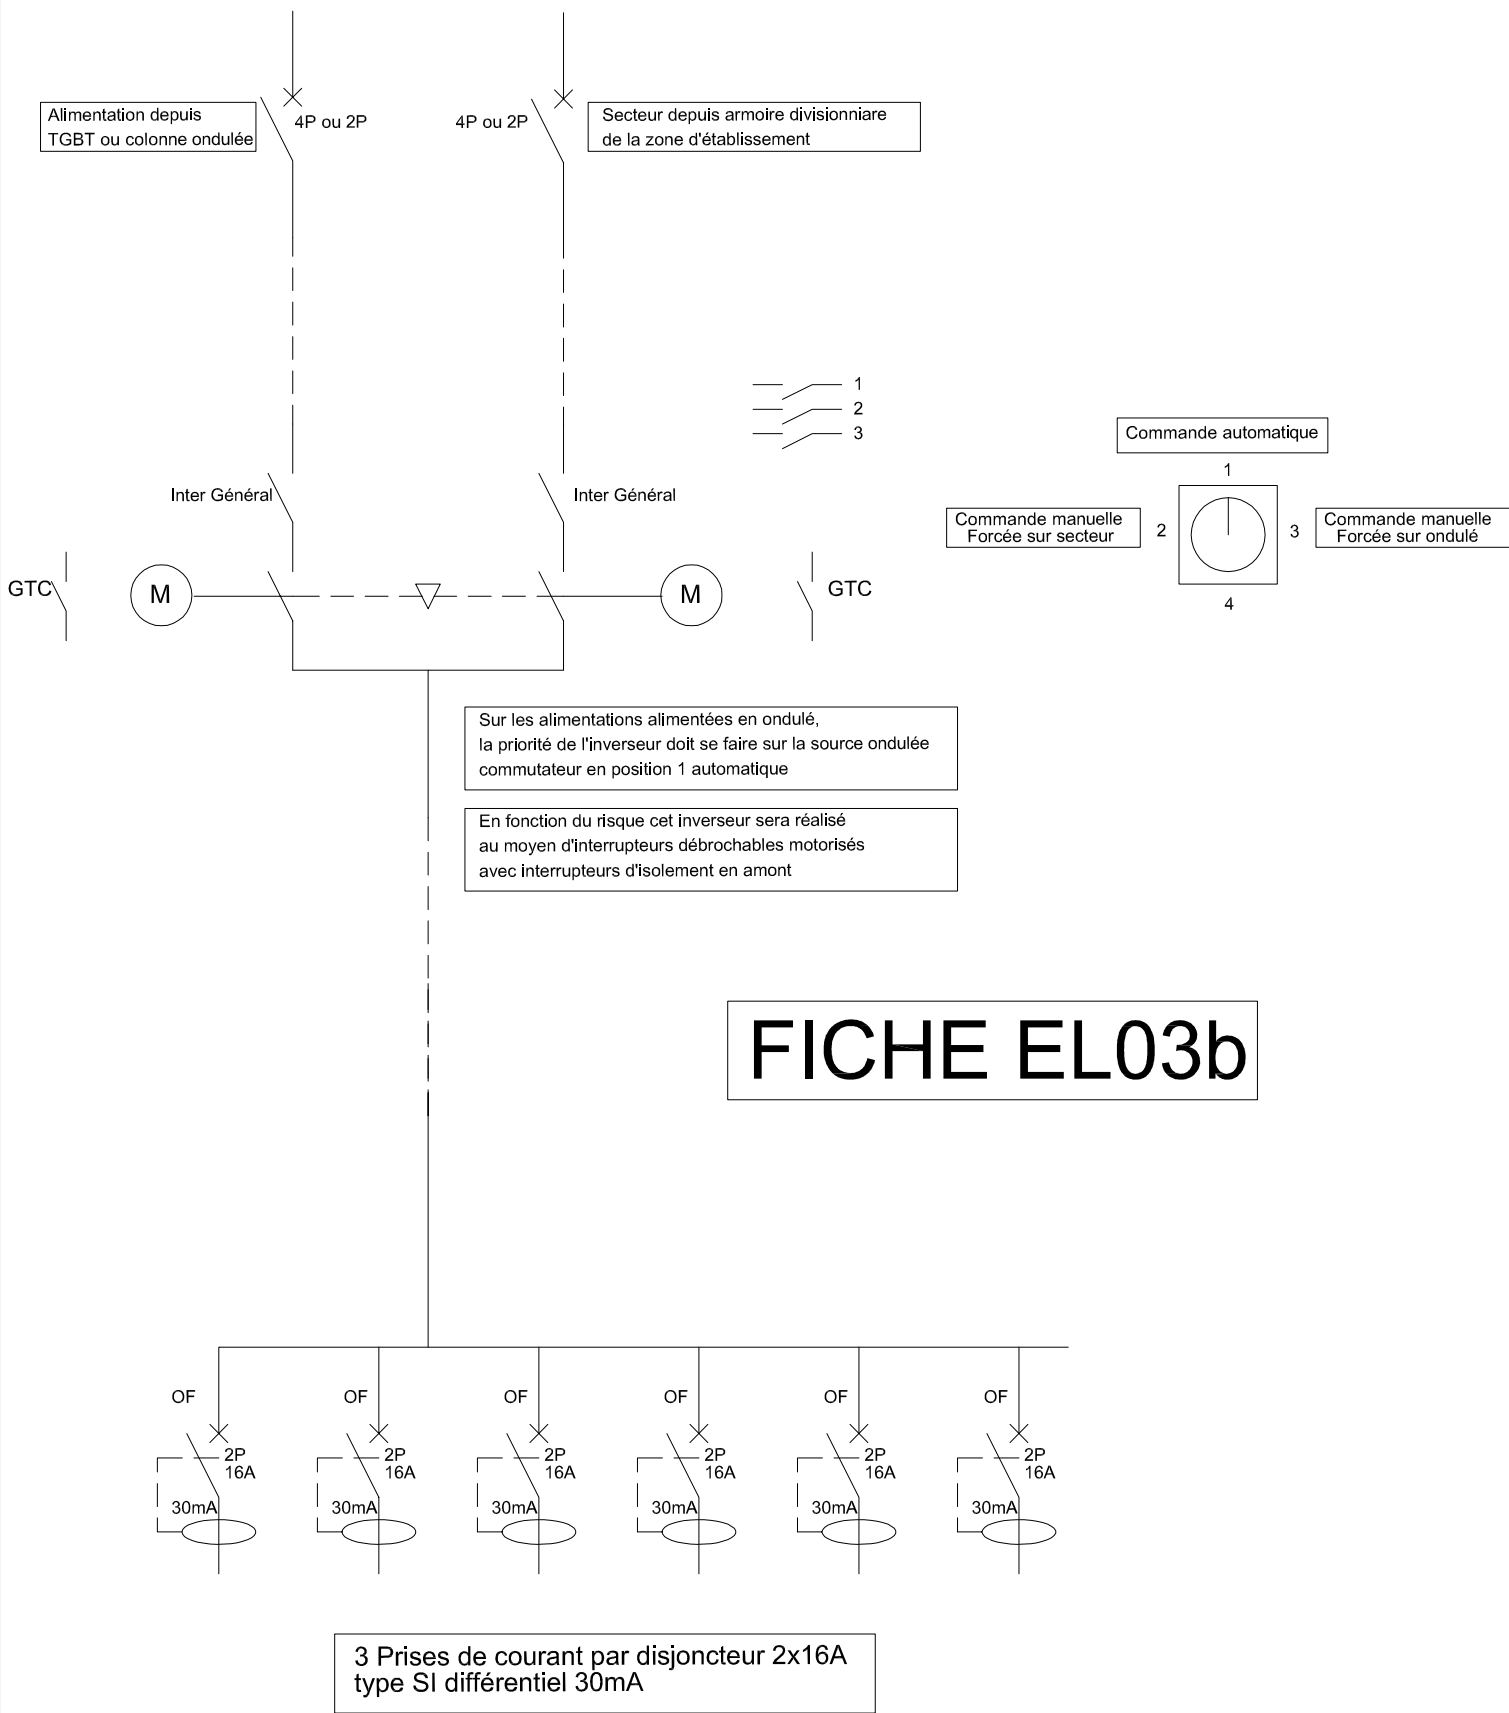 Alimentation depuis
TGBT ou colonne ondulée
4P ou 2P
4P ou 2P
Secteur depuis armoire divisionniare
de la zone d'établissement
1
2
3
Commande automatique
1
Inter Général
Inter Général
Commande manuelle
Forcée sur secteur
2
3
Commande manuelle
Forcée sur ondulé
4
GTC
M
M
GTC
Sur les alimentations alimentées en ondulé,
la priorité de l'inverseur doit se faire sur la source ondulée
commutateur en position 1 automatique
En fonction du risque cet inverseur sera réalisé
au moyen d'interrupteurs débrochables motorisés
avec interrupteurs d'isolement en amont
FICHE EL03b
OF
OF
OF
OF
OF
OF
2P
16A
2P
16A
2P
16A
2P
16A
2P
16A
2P
16A
30mA
30mA
30mA
30mA
30mA
30mA
3 Prises de courant par disjoncteur 2x16A
type SI différentiel 30mA